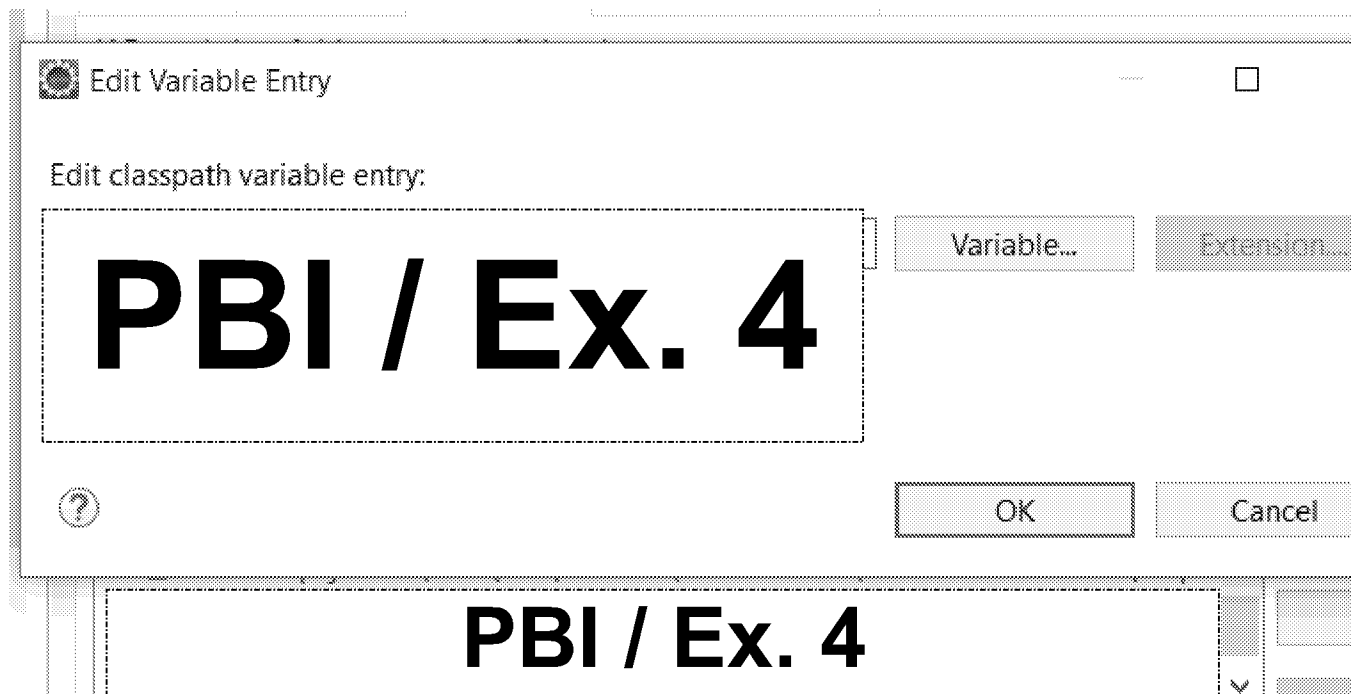 Edit Variable Entry
Edit classpath variable entry:
PBI / Ex. 4
Variable...
Extension...
OK
Cancel
PBI / Ex. 4